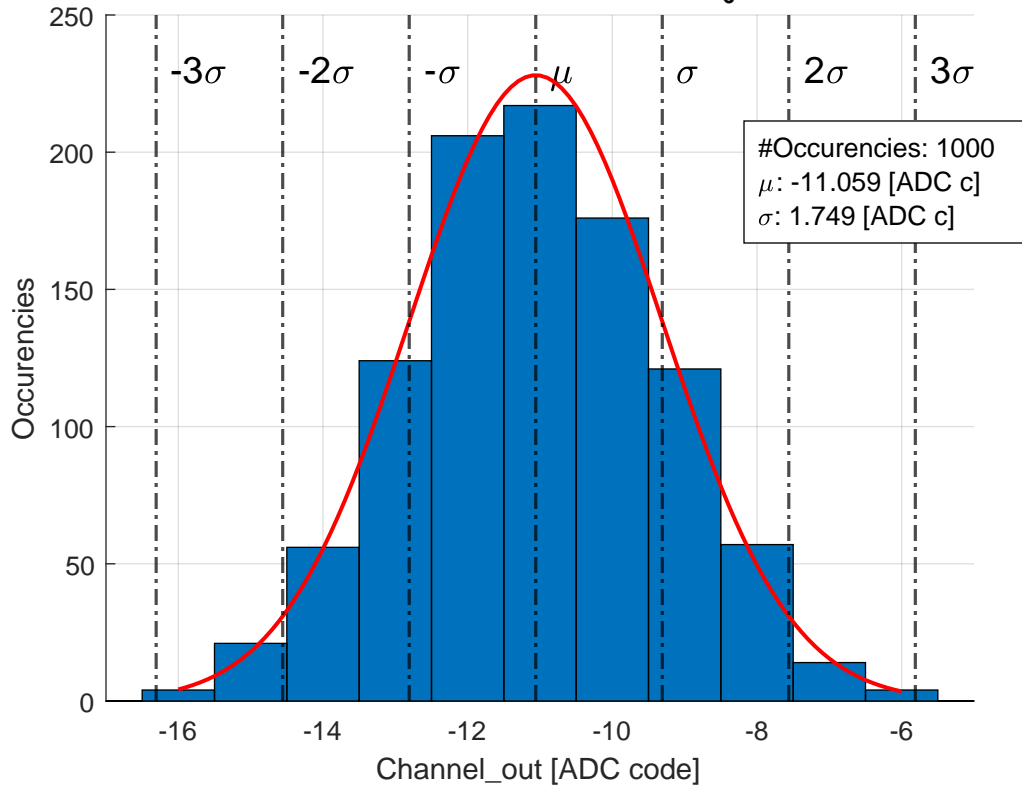 250
-3σ
-2σ
-σ
μ
σ
2σ
3σ
#Occurencies: 1000
μ: -11.059 [ADC c]
σ: 1.749 [ADC c]
200
150
100
50
0
Occurencies
-16
-14
-12
-10
-8
-6
Channel_out [ADC code]